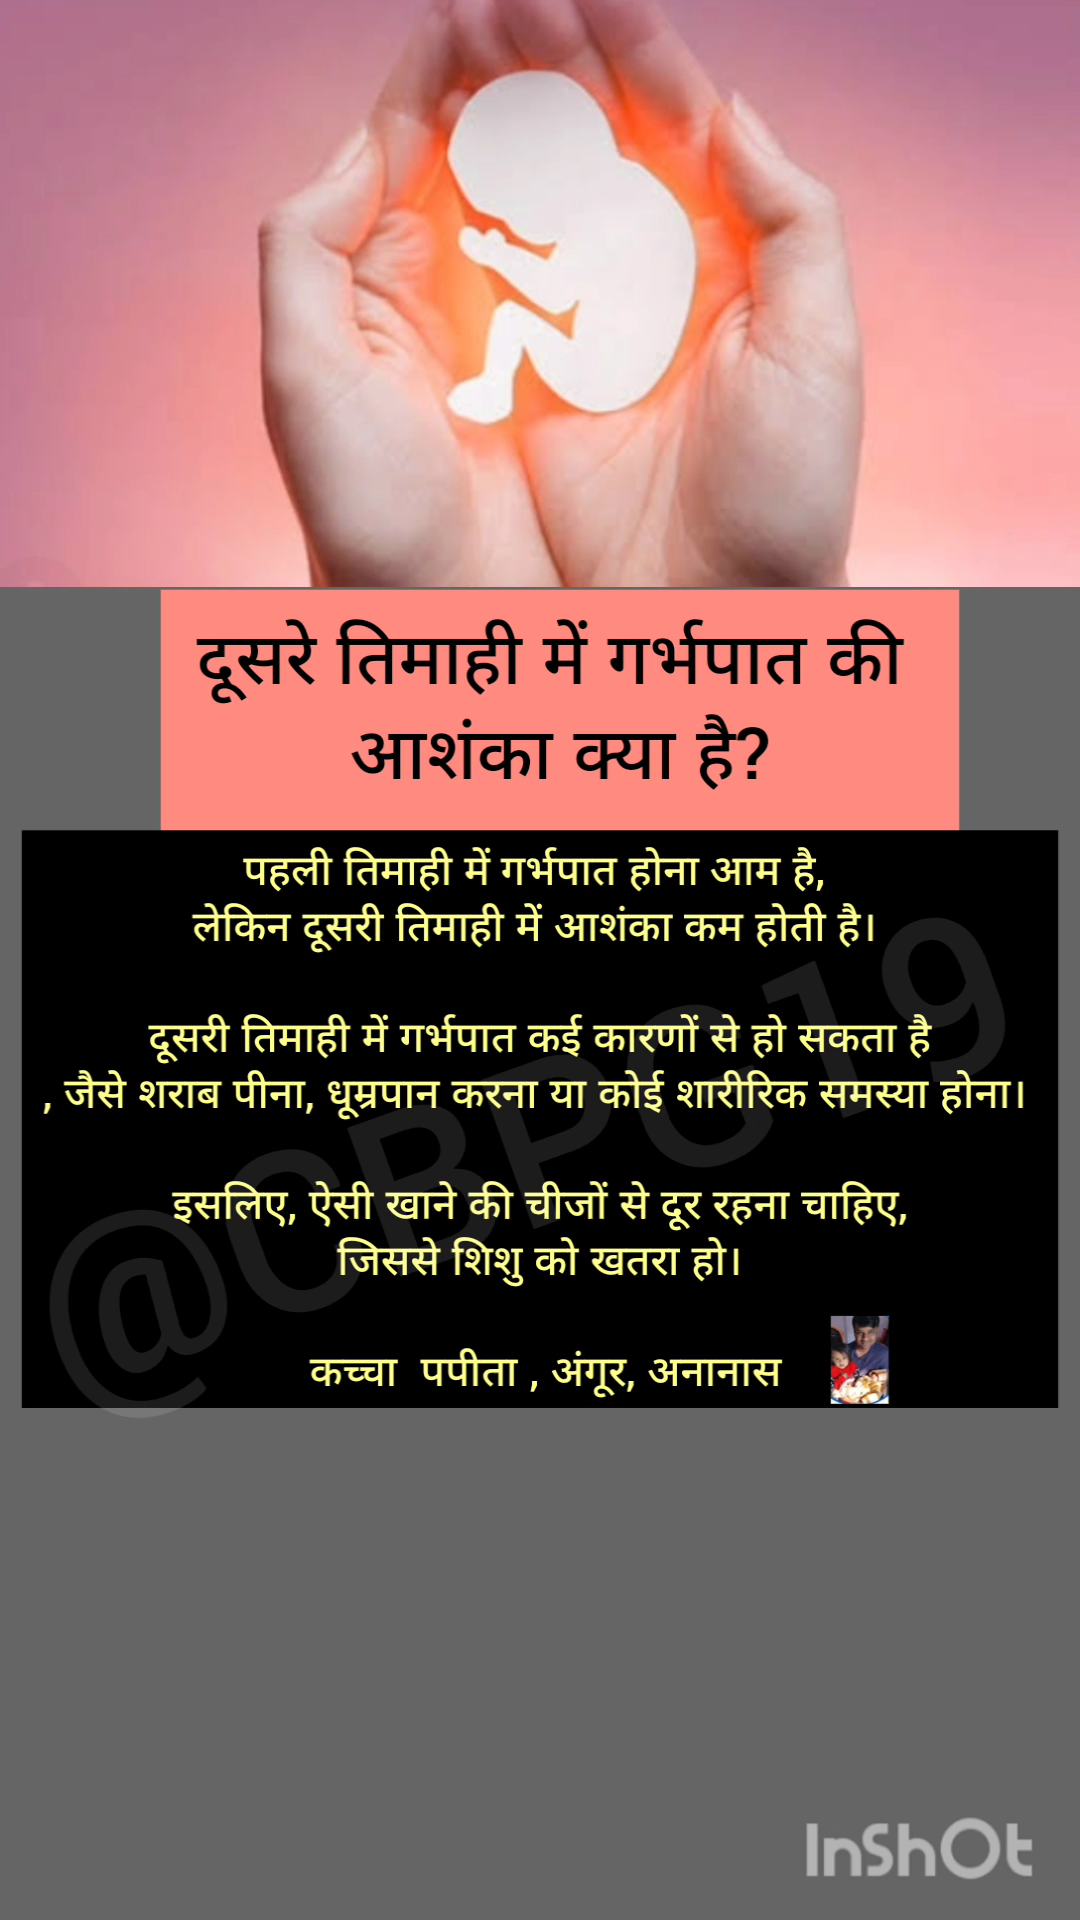 दूसरे तिमाही में गर्भपात की
आशंका क्या है?
पहली तिमाही में गर्भपात होना आम है,
लेकिन दूसरी तिमाही में आशंका कम होती है।
दूसरी तिमाही में गर्भपात कई कारणों से हो सकता है
, जैसे शराब पीना, धूम्रपान करना या कोई शारीरिक समस्या होना।
इसलिए, ऐसी खाने की चीजों से दूर रहना चाहिए,
जिससे शिशु को खतरा हो।
कच्चा पपीता , अंगूर, अनानास
@CBPG19
InShOt